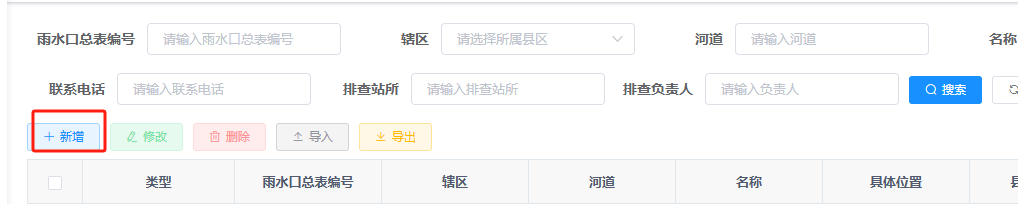 雨水口总表编号 请输入雨水口总表编号 辖区 请选择所属县区 河道 请输入河道 名称
联系电话 请输入联系电话 排查站所 请输入排查站所 排查负责人 请输入负责人 搜索
+ 新增 修改 删除 导入 导出
类型 雨水口总表编号 辖区 河道 名称 具体位置